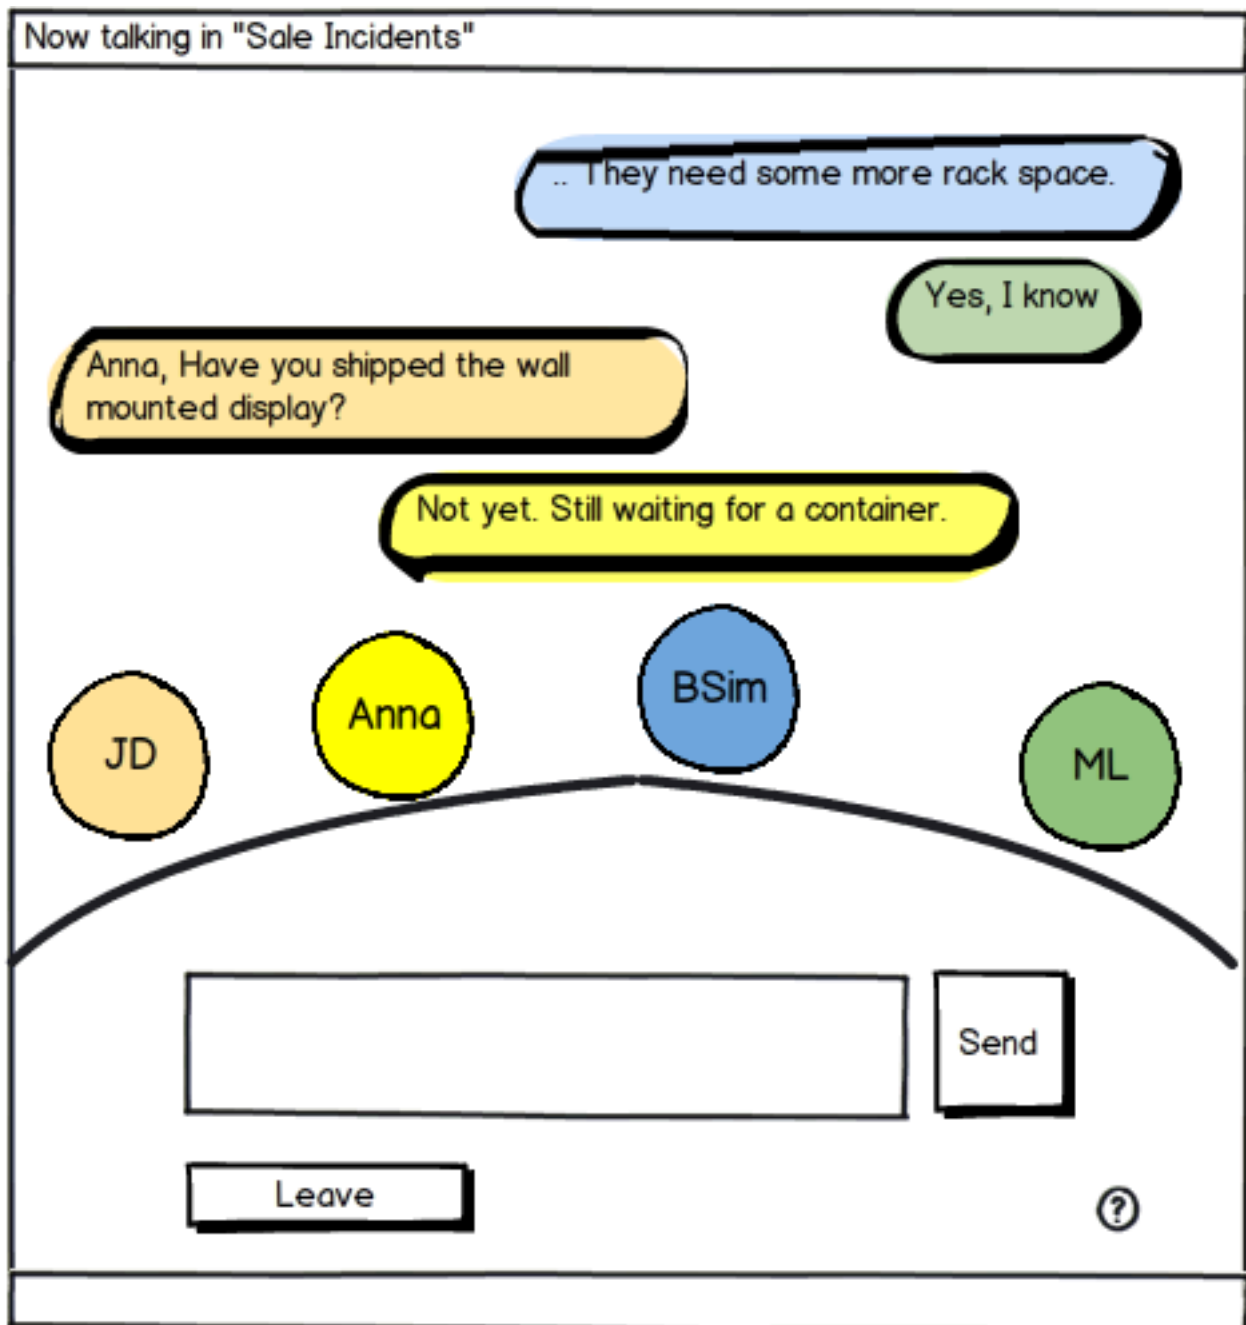 Now talking in "Sale Incidents"
.. They need some more rack space.
Yes, I know
Anna, Have you shipped the wall
mounted display?
Not yet. Still waiting for a container.
JD
Anna
BSim
ML
Send
Leave
?